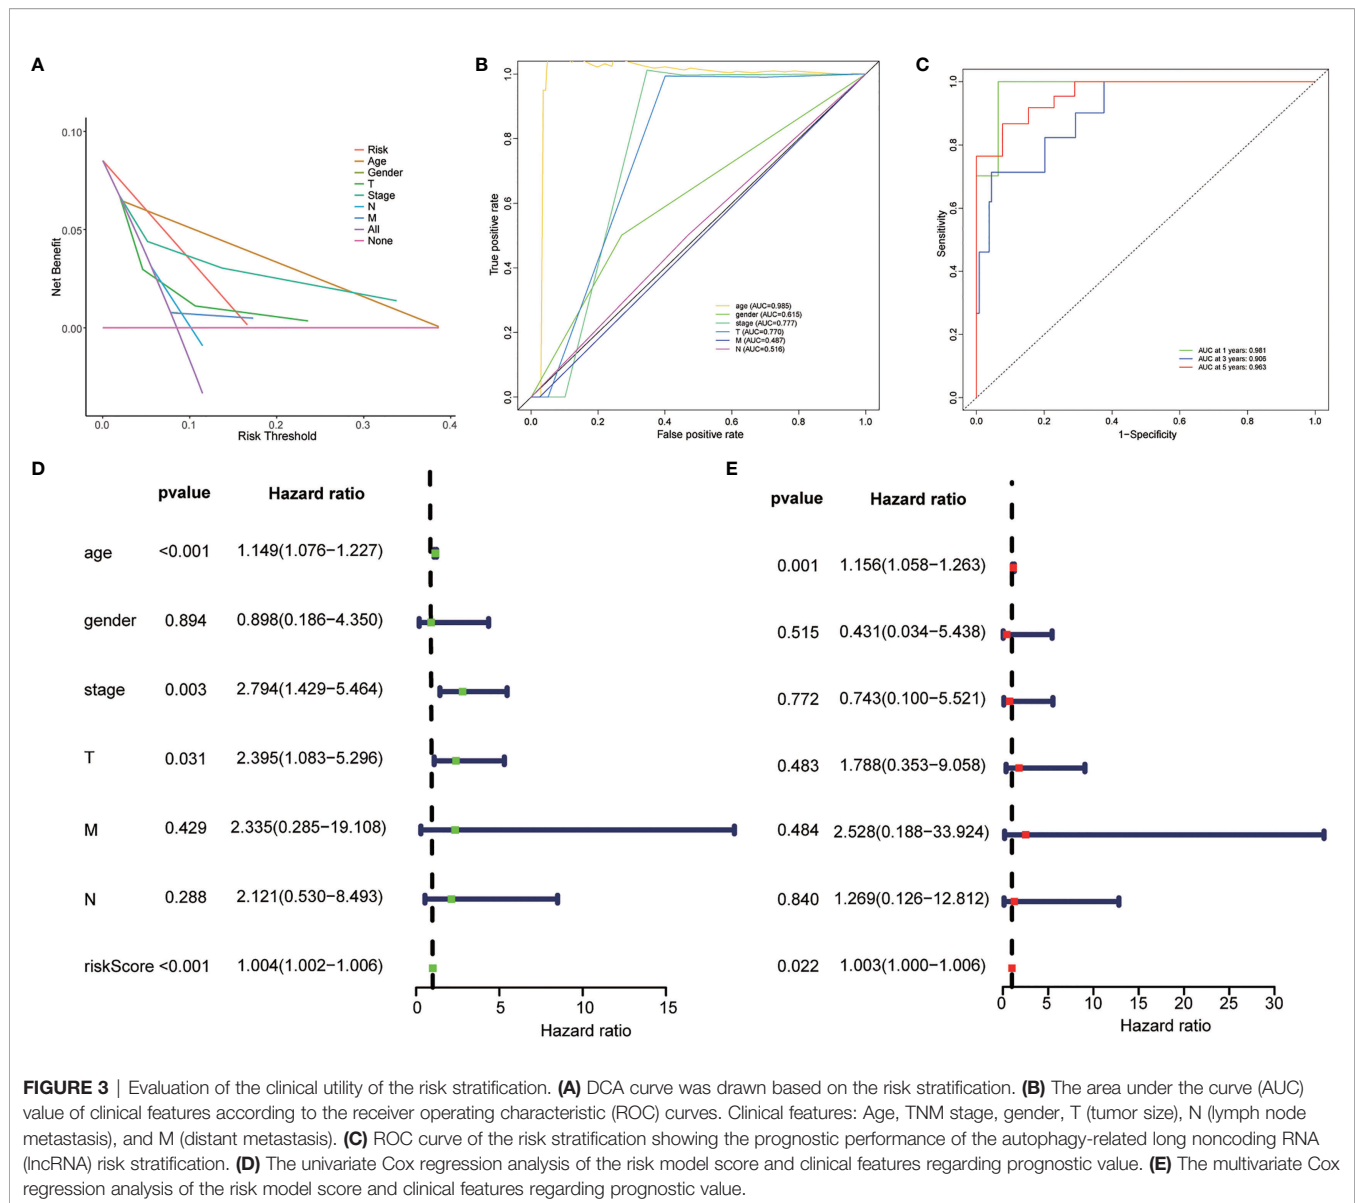 A
0.10
0.05
0.00
Net Benefit
0.0
0.1
0.2
0.3
0.4
Risk Threshold
Risk
Age
Gender
T
Stage
N
M
All
None
B
1.0
0.8
0.6
0.4
0.2
0.0
True positive rate
0.0
0.2
0.4
0.6
0.8
1.0
False positive rate
age (AUC=0.985)
gender (AUC=0.615)
stage (AUC=0.777)
T (AUC=0.770)
M (AUC=0.487)
N (AUC=0.516)
C
1.0
0.8
0.6
0.4
0.2
0.0
Sensitivity
0.0
0.2
0.4
0.6
0.8
1.0
1−Specificity
AUC at 1 years: 0.981
AUC at 3 years: 0.906
AUC at 5 years: 0.963
D
pvalue Hazard ratio
age <0.001 1.149(1.076−1.227)
gender 0.894 0.898(0.186−4.350)
stage 0.003 2.794(1.429−5.464)
T 0.031 2.395(1.083−5.296)
M 0.429 2.335(0.285−19.108)
N 0.288 2.121(0.530−8.493)
riskScore <0.001 1.004(1.002−1.006)
0 5 10 15
Hazard ratio
E
pvalue Hazard ratio
0.001 1.156(1.058−1.263)
0.515 0.431(0.034−5.438)
0.772 0.743(0.100−5.521)
0.483 1.788(0.353−9.058)
0.484 2.528(0.188−33.924)
0.840 1.269(0.126−12.812)
0.022 1.003(1.000−1.006)
0 5 10 15 20 25 30
Hazard ratio
FIGURE 3 | Evaluation of the clinical utility of the risk stratification. (A) DCA curve was drawn based on the risk stratification. (B) The area under the curve (AUC)
value of clinical features according to the receiver operating characteristic (ROC) curves. Clinical features: Age, TNM stage, gender, T (tumor size), N (lymph node
metastasis), and M (distant metastasis). (C) ROC curve of the risk stratification showing the prognostic performance of the autophagy-related long noncoding RNA
(lncRNA) risk stratification. (D) The univariate Cox regression analysis of the risk model score and clinical features regarding prognostic value. (E) The multivariate Cox
regression analysis of the risk model score and clinical features regarding prognostic value.